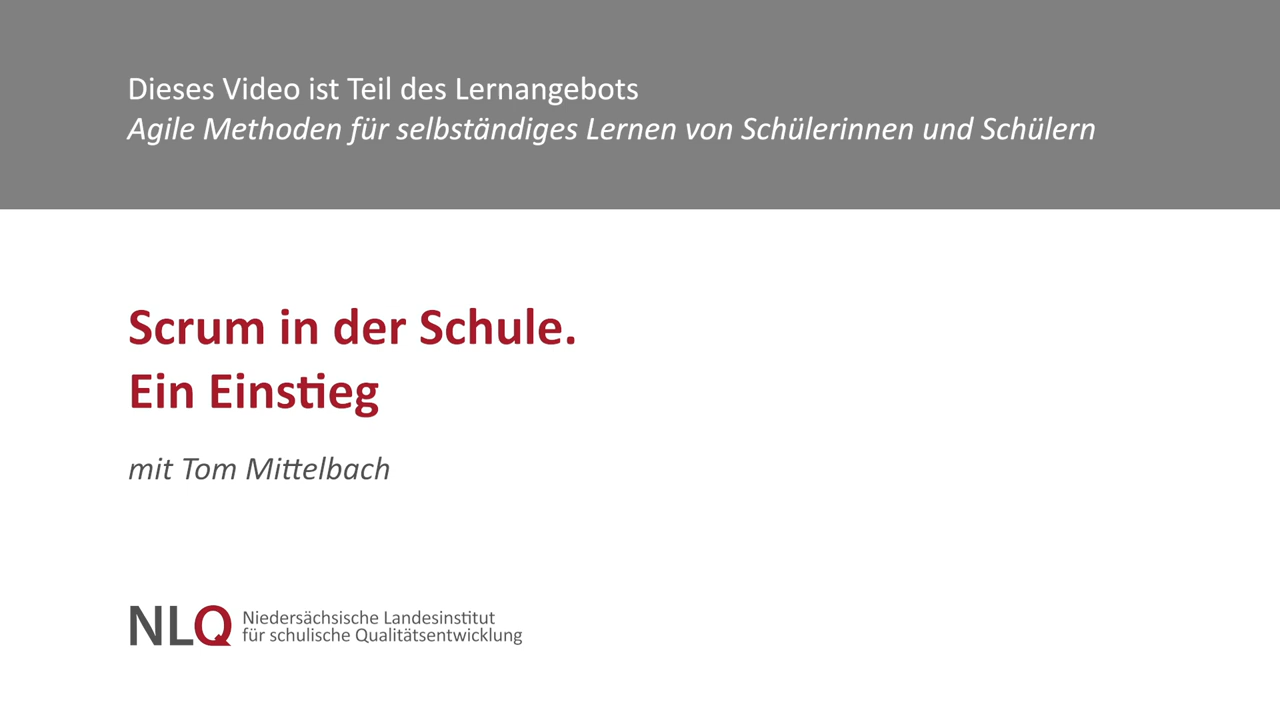 Dieses Video ist Teil des Lernangebots
Agile Methoden für selbständiges Lernen von Schülerinnen und Schülern
Scrum in der Schule.
Ein Einstieg
mit Tom Mittelbach
NLQ
Niedersächsische Landesinstitut
für schulische Qualitätsentwicklung